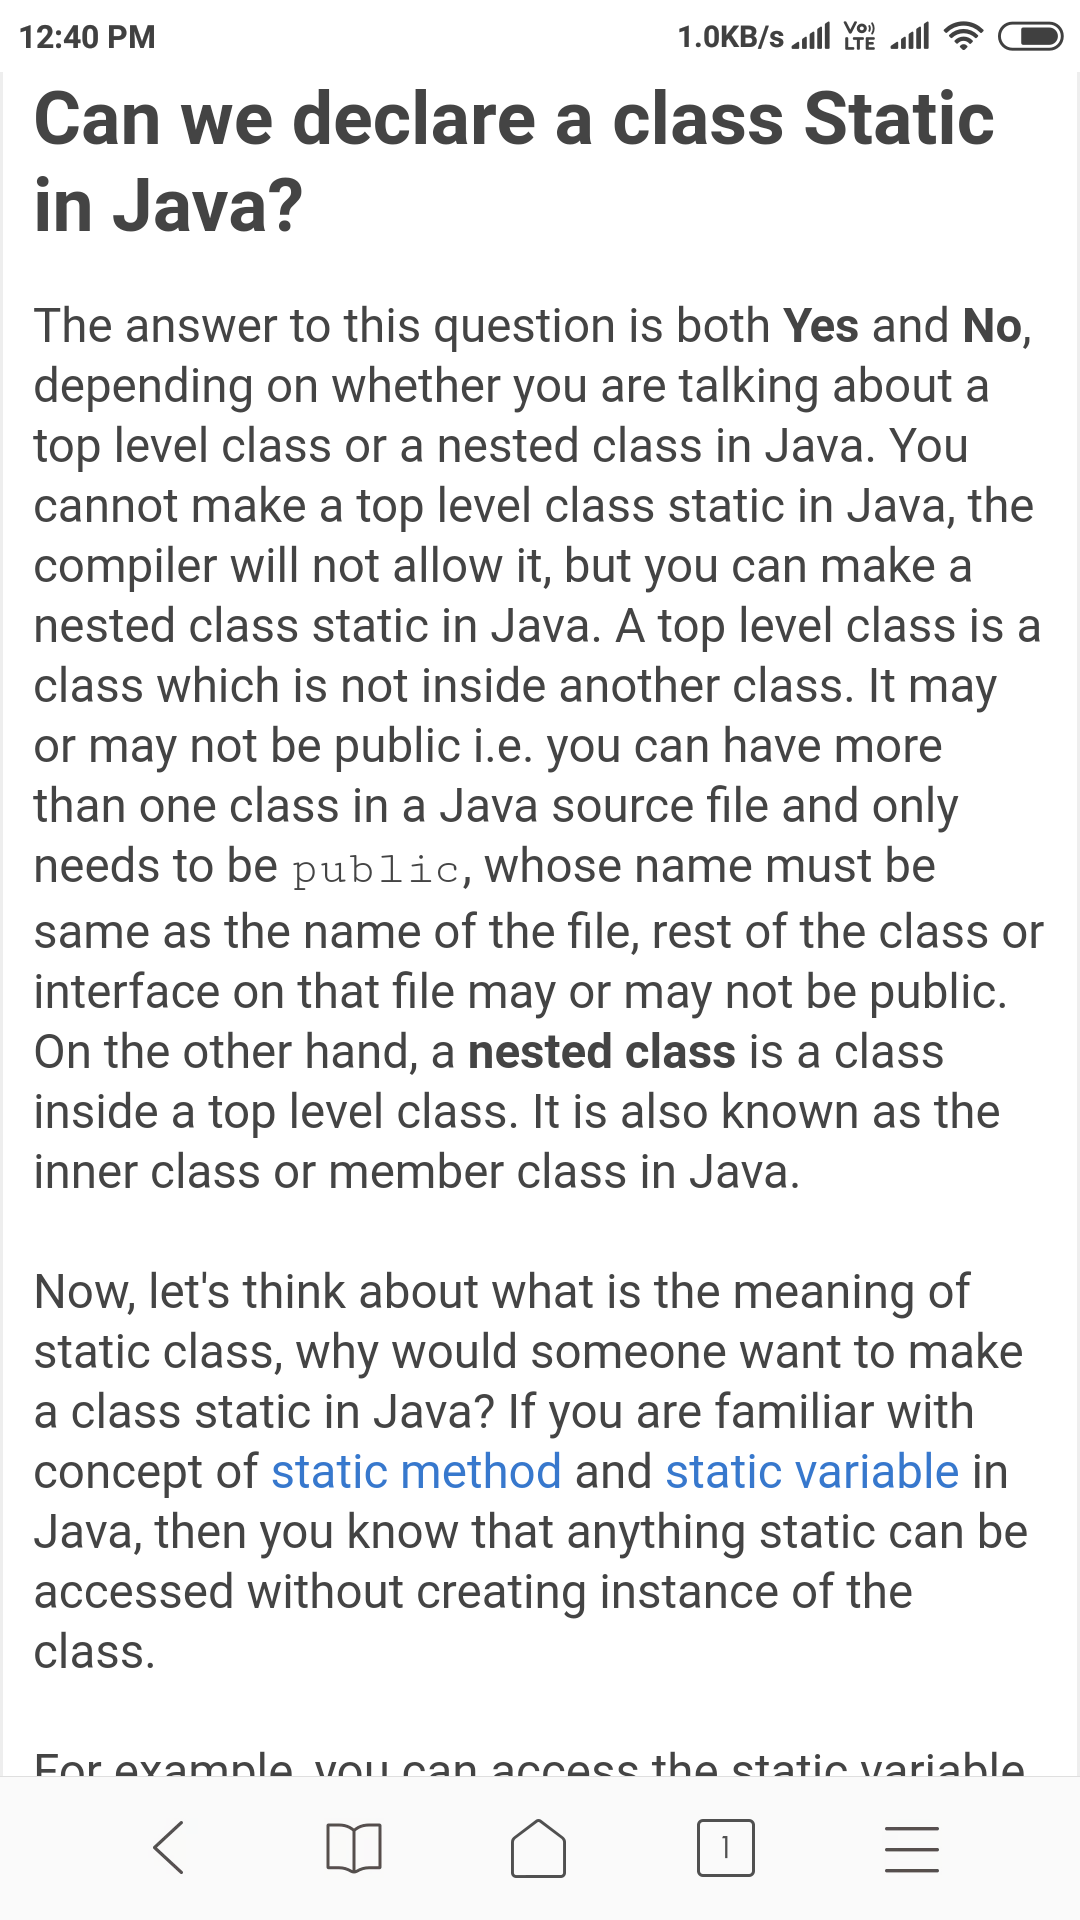 12:40 PM
1.0KB/s
Vo))
LTE
Can we declare a class Static
in Java?
The answer to this question is both Yes and No,
depending on whether you are talking about a
top level class or a nested class in Java. You
cannot make a top level class static in Java, the
compiler will not allow it, but you can make a
nested class static in Java. A top level class is a
class which is not inside another class. It may
or may not be public i.e. you can have more
than one class in a Java source file and only
needs to be public, whose name must be
same as the name of the file, rest of the class or
interface on that file may or may not be public.
On the other hand, a nested class is a class
inside a top level class. It is also known as the
inner class or member class in Java.
Now, let's think about what is the meaning of
static class, why would someone want to make
a class static in Java? If you are familiar with
concept of static method and static variable in
Java, then you know that anything static can be
accessed without creating instance of the
class.
For example, you can access the static variable
1